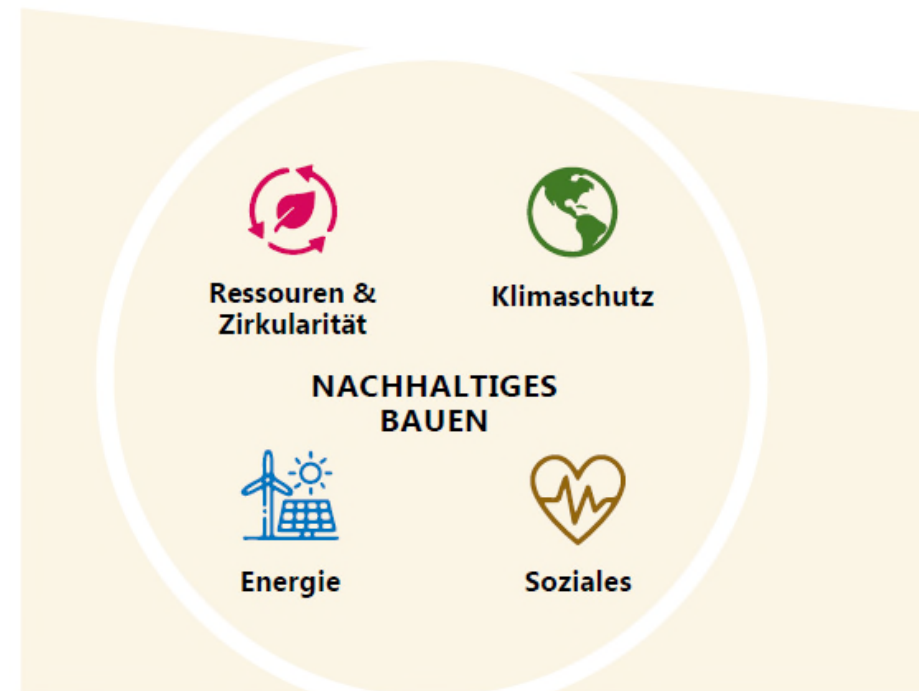 Ressouren &
Zirkularität
Klimaschutz
NACHHALTIGES
BAUEN
Energie
Soziales